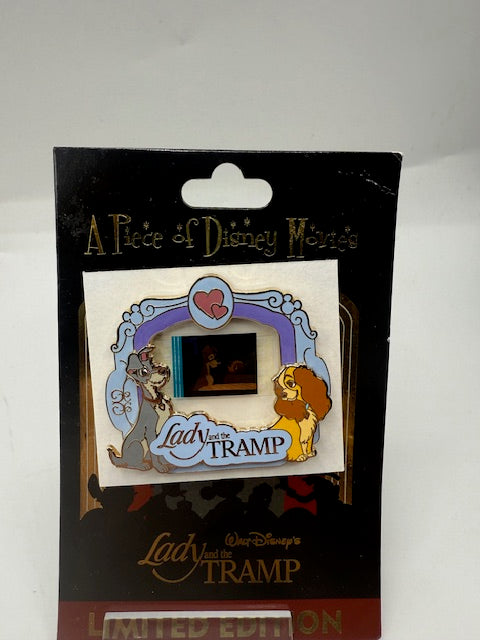 A Piece of Disney Movies
Lady and the
TRAMP
Walt Disney's
Lady and the
TRAMP
LIMITED EDITION